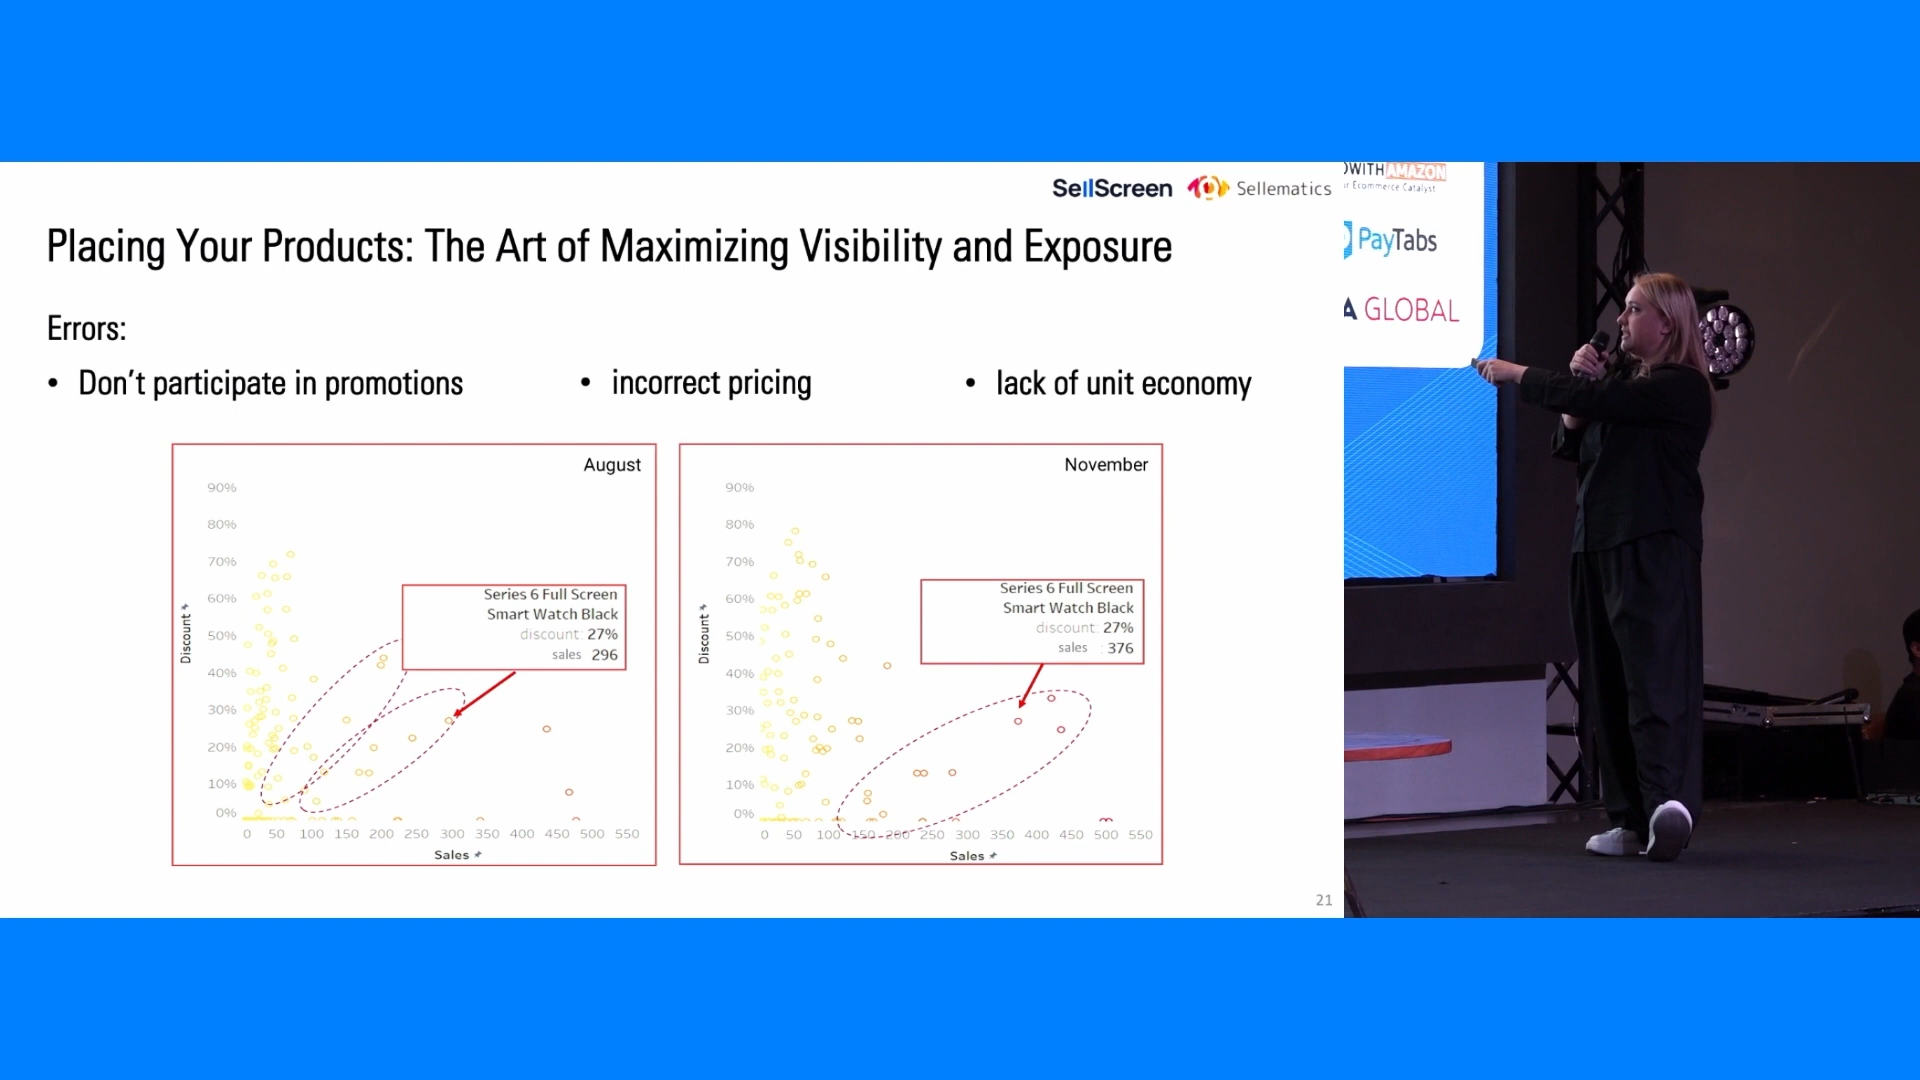 SellScreen Sellematics
Placing Your Products: The Art of Maximizing Visibility and Exposure
Errors:
• Don't participate in promotions
• incorrect pricing
• lack of unit economy
August
90%
80%
70%
60%
50%
40%
30%
20%
10%
0%
Discount
Series 6 Full Screen
Smart Watch Black
discount: 27%
sales 296
0 50 100 150 200 250 300 350 400 450 500 550
Sales
November
90%
80%
70%
60%
50%
40%
30%
20%
10%
0%
Discount
Series 6 Full Screen
Smart Watch Black
discount: 27%
sales : 376
0 50 100 150 200 250 300 350 400 450 500 550
Sales
21
WITH AMAZON
Ecommerce Catalyst
PayTabs
A GLOBAL